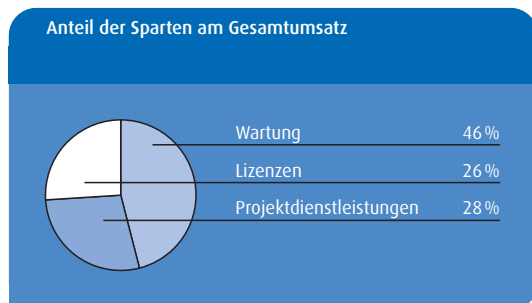 Anteil der Sparten am Gesamtumsatz
Wartung 46 %
Lizenzen 26 %
Projektdienstleistungen 28 %